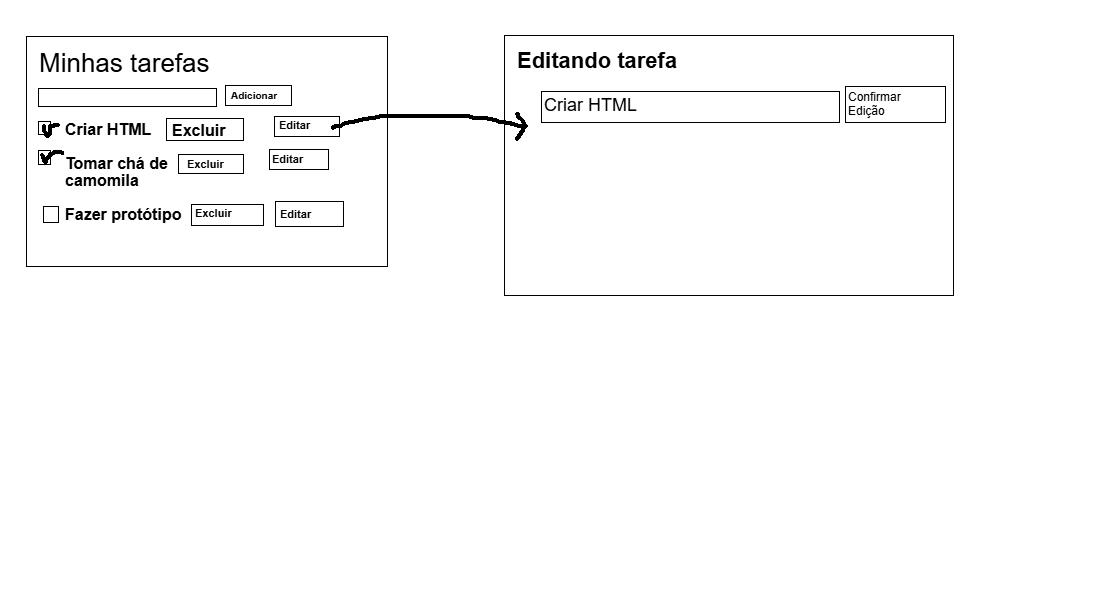 Minhas tarefas
Adicionar
Criar HTML
Excluir
Editar
Tomar chá de
camomila
Excluir
Editar
Fazer protótipo
Excluir
Editar
Editando tarefa
Criar HTML
Confirmar
Edição